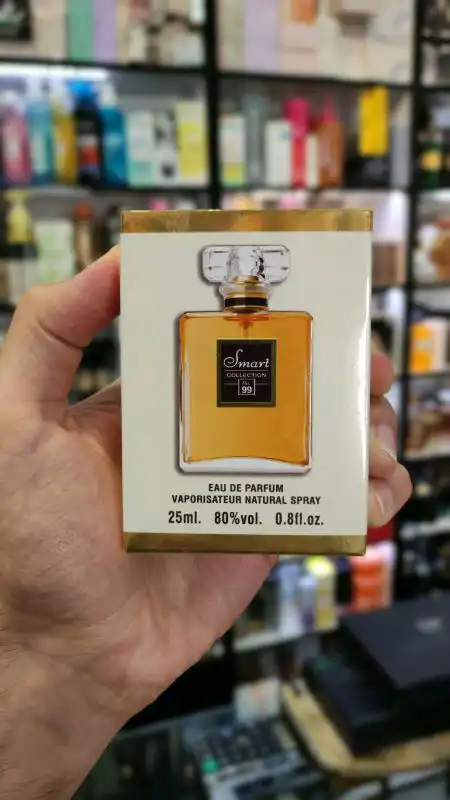 Smart
COLLECTION
No.
99
EAU DE PARFUM
VAPORISATEUR NATURAL SPRAY
25ml. 80%vol. 0.8fl.oz.